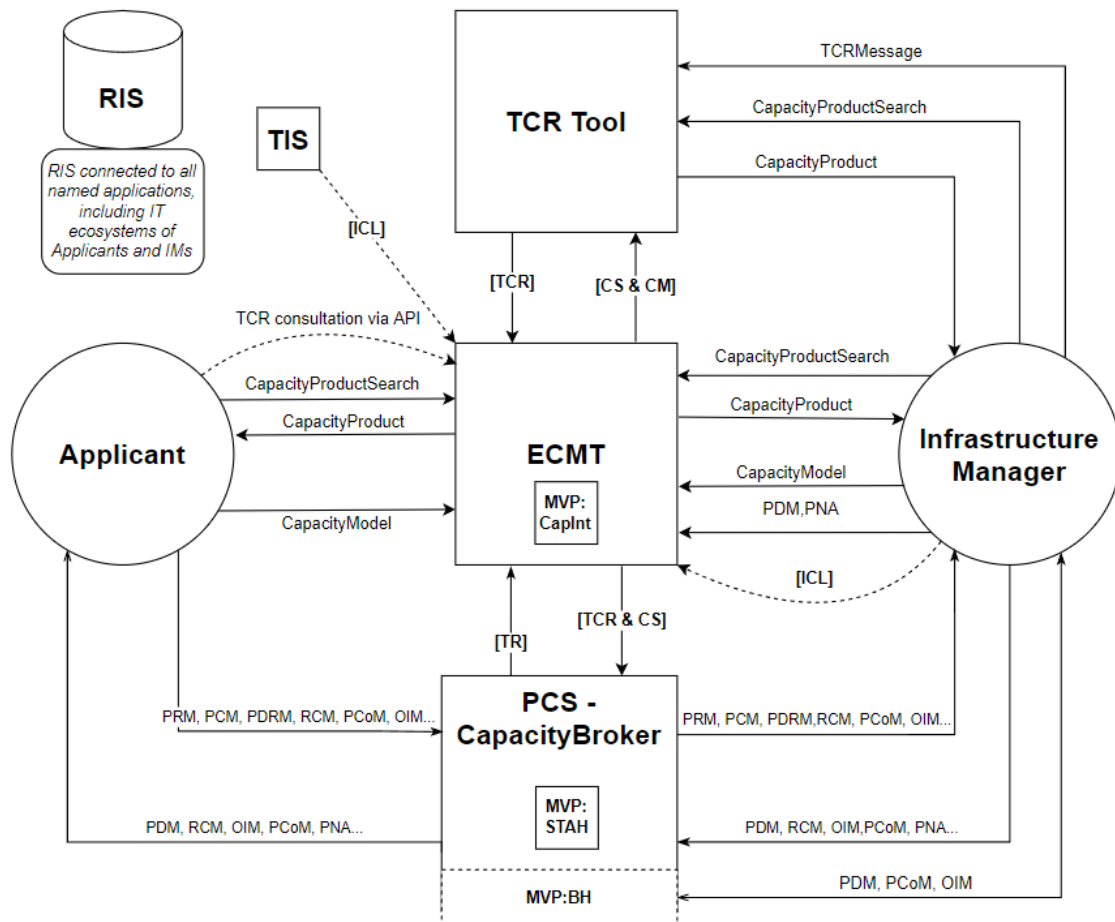 RIS
RIS connected to all
named applications,
including IT
ecosystems of
Applicants and IMs
TIS
[ICL]
TCR Tool
TCRMessage
CapacityProductSearch
CapacityProduct
[TCR]
[CS & CM]
TCR consultation via API
CapacityProductSearch
CapacityProduct
Applicant
CapacityModel
ECMT
MVP:
CapInt
CapacityProductSearch
CapacityProduct
Infrastructure
Manager
CapacityModel
PDM,PNA
[ICL]
[TR]
[TCR & CS]
PCS -
CapacityBroker
PRM, PCM, PDRM, RCM, PCoM, OIM...
PRM, PCM, PDRM,RCM, PCoM, OIM...
MVP:
STAH
PDM, RCM, OIM, PCoM, PNA...
PDM, RCM, OIM,PCoM, PNA...
MVP:BH
PDM, PCoM, OIM